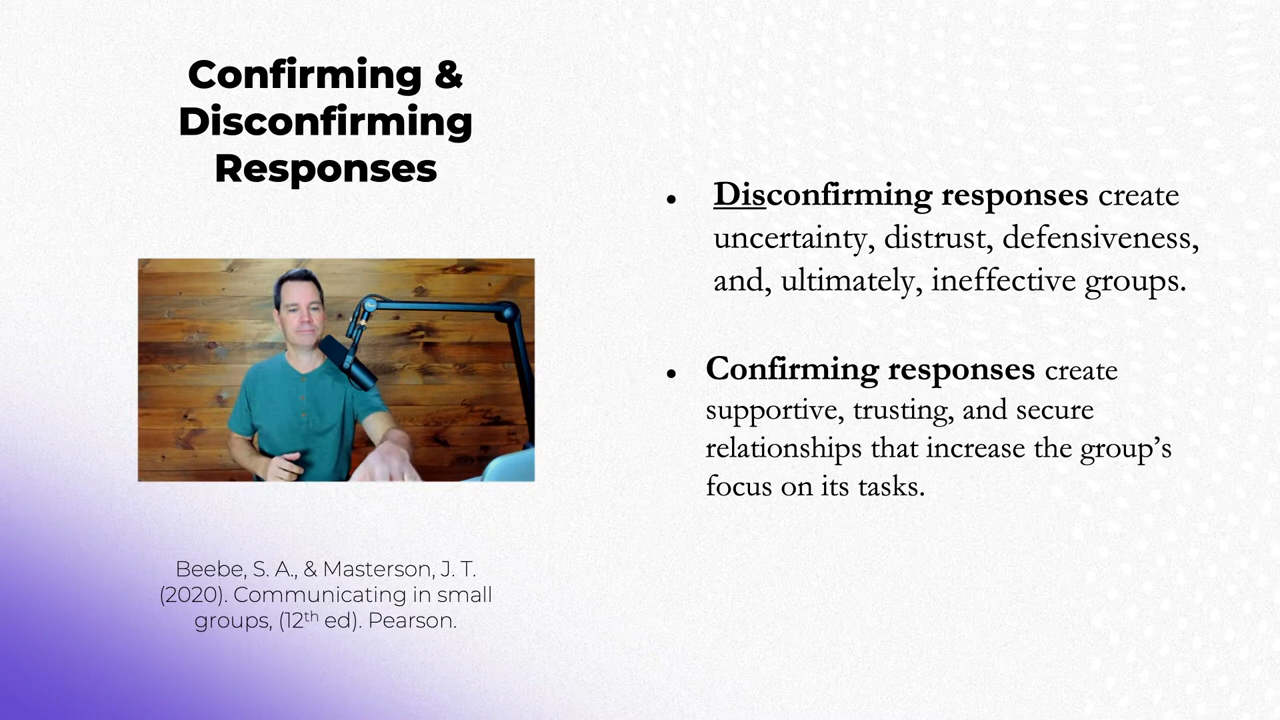 Confirming &
Disconfirming
Responses
• Disconfirming responses create
uncertainty, distrust, defensiveness,
and, ultimately, ineffective groups.
• Confirming responses create
supportive, trusting, and secure
relationships that increase the group’s
focus on its tasks.
Beebe, S. A., & Masterson, J. T.
(2020). Communicating in small
groups, (12th ed). Pearson.